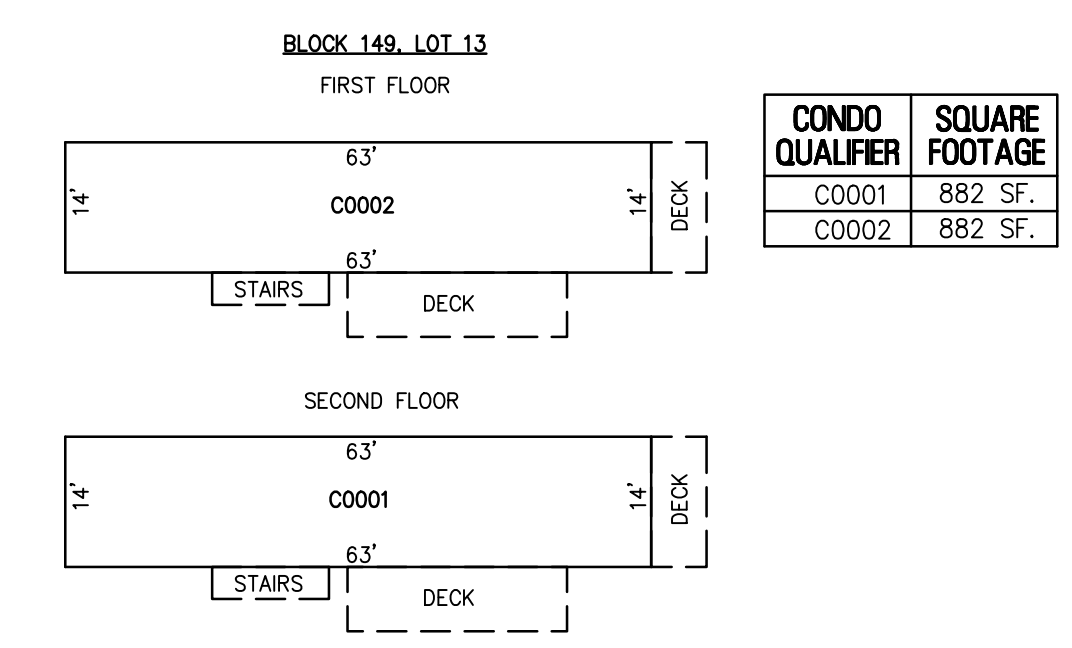 BLOCK 149, LOT 13
FIRST FLOOR
63'
14'
C0002
14'
DECK
63'
STAIRS
DECK
CONDO QUALIFIER
SQUARE FOOTAGE
C0001 882 SF.
C0002 882 SF.
SECOND FLOOR
63'
14'
C0001
14'
DECK
63'
STAIRS
DECK